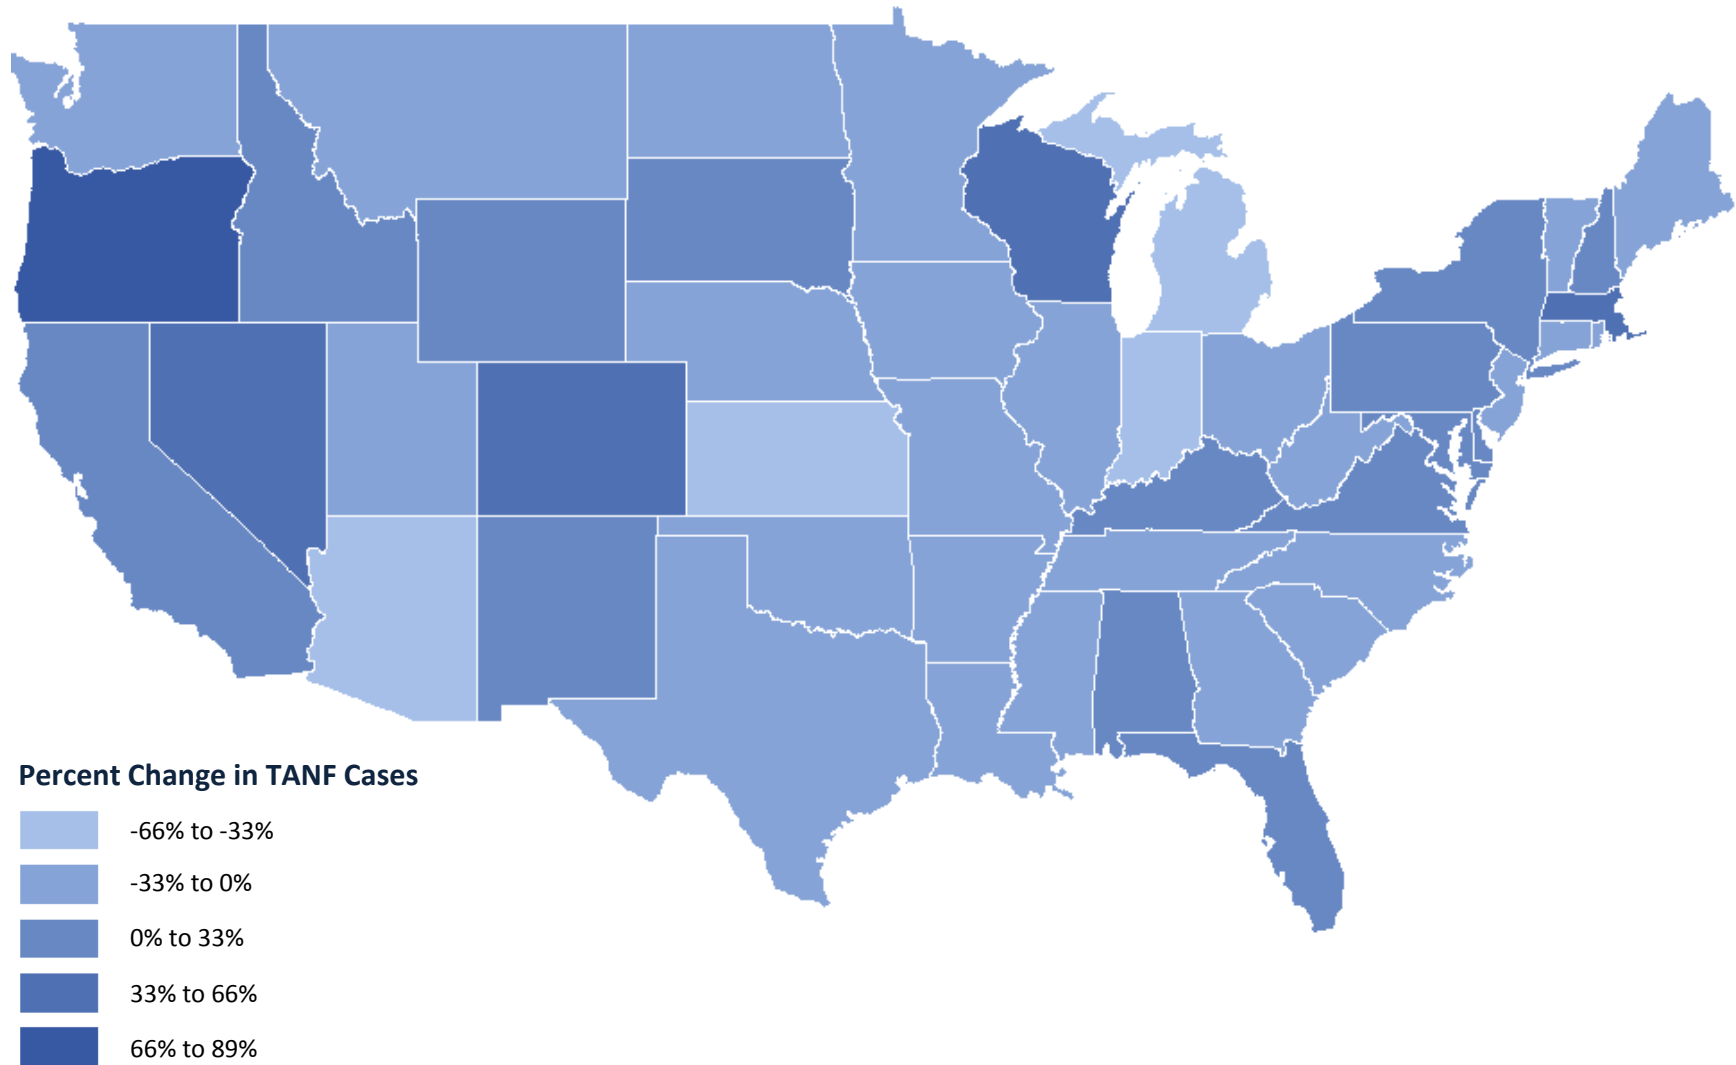 Percent Change in TANF Cases
-66% to -33%
-33% to 0%
0% to 33%
33% to 66%
66% to 89%